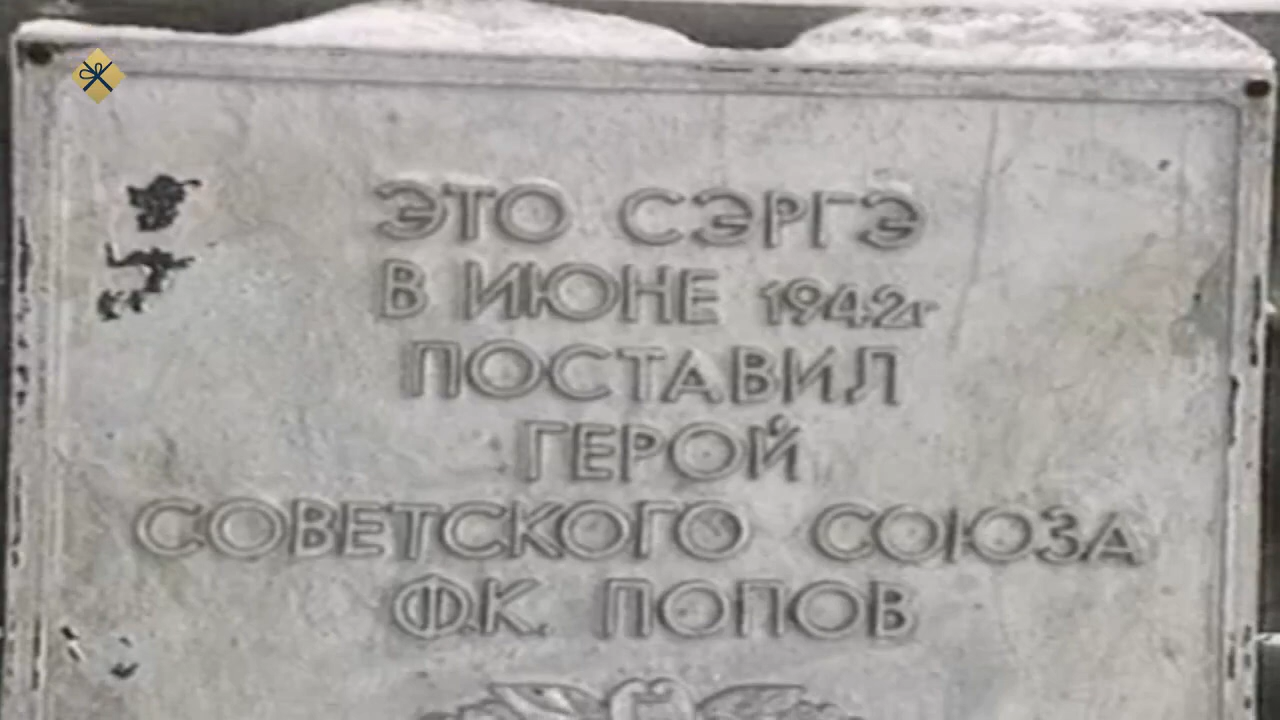 ЭТО СЭРГЭ
В ИЮНЕ 1942г
ПОСТАВИЛ
ГЕРОЙ
СОВЕТСКОГО СОЮЗА
Ф.К. ПОПОВ